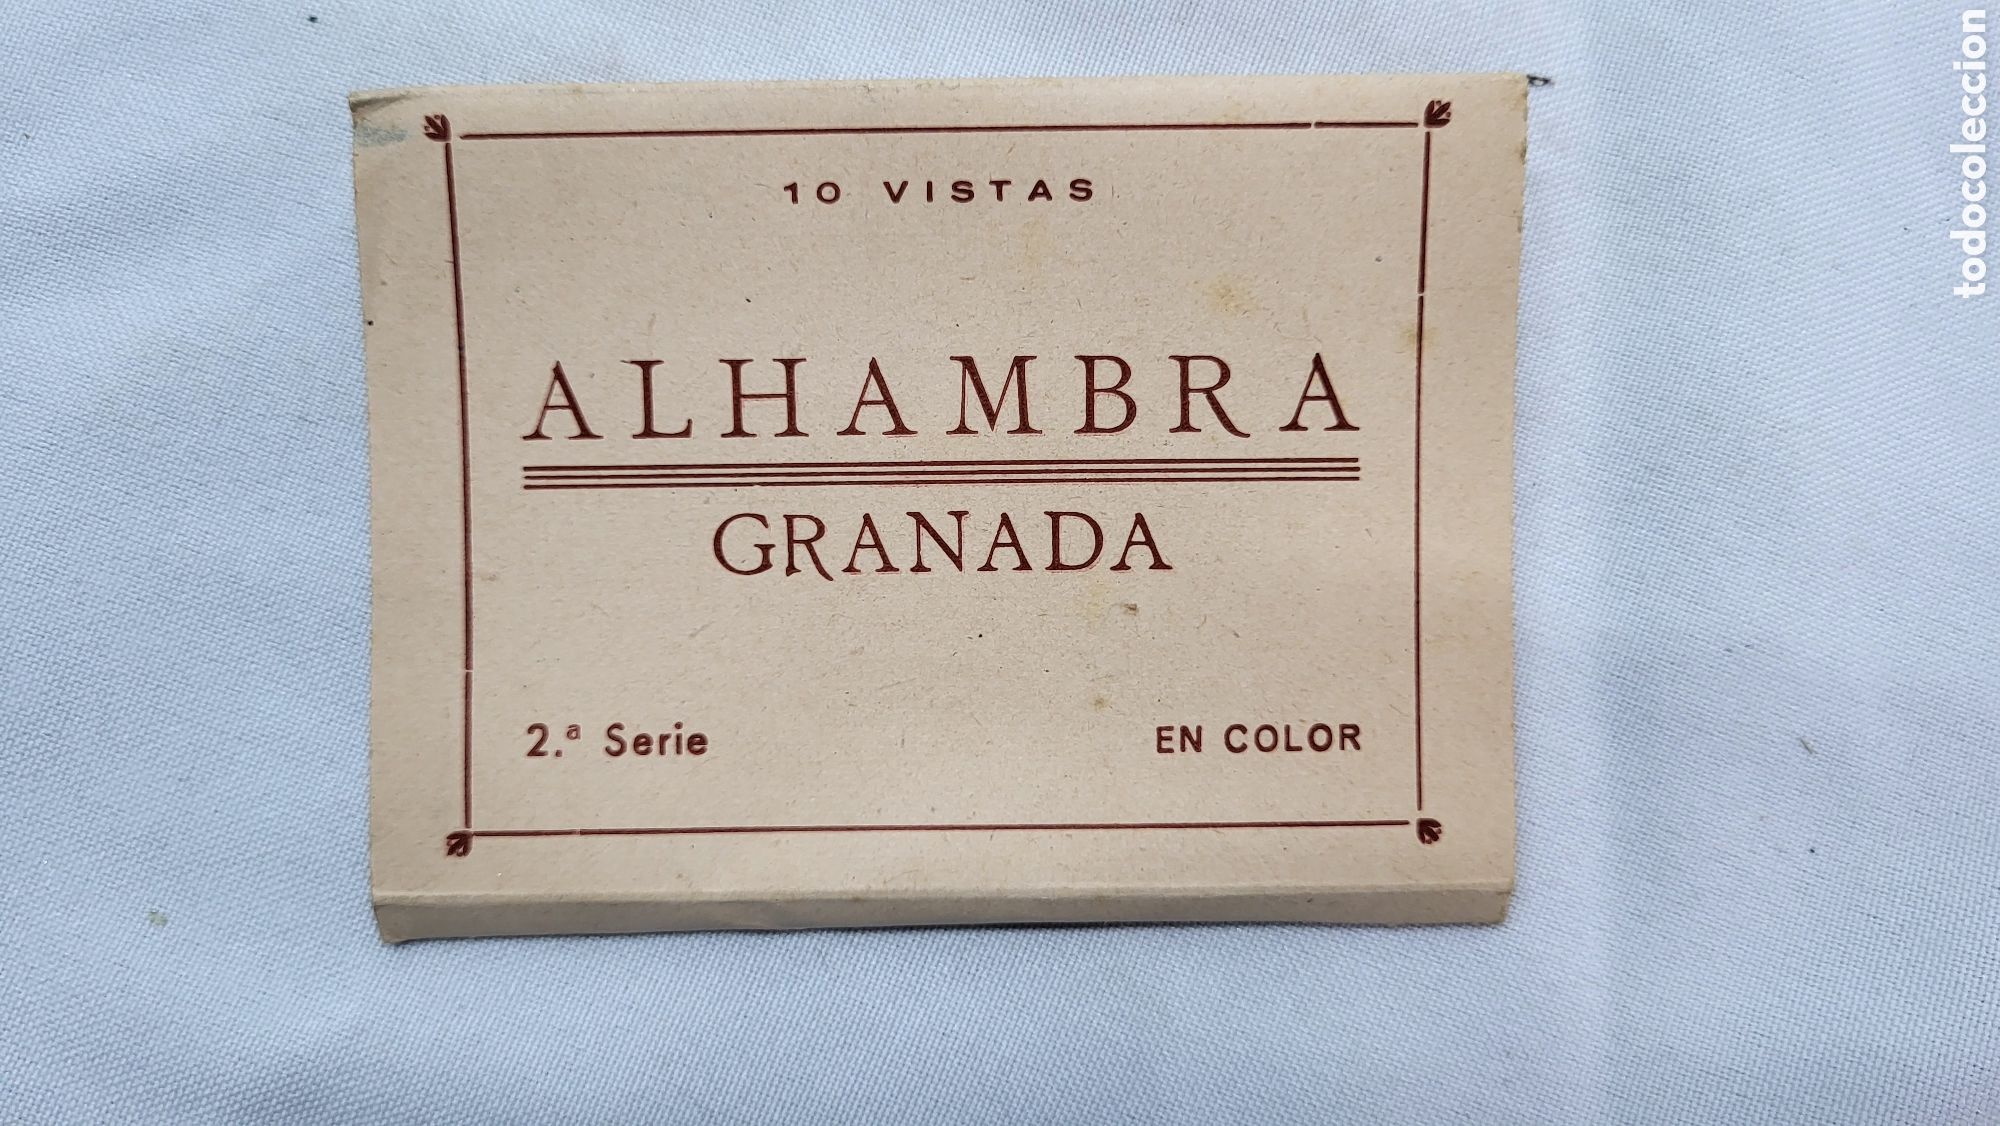 10 VISTAS
ALHAMBRA
GRANADA
2.ª Serie
EN COLOR
todocoleccion